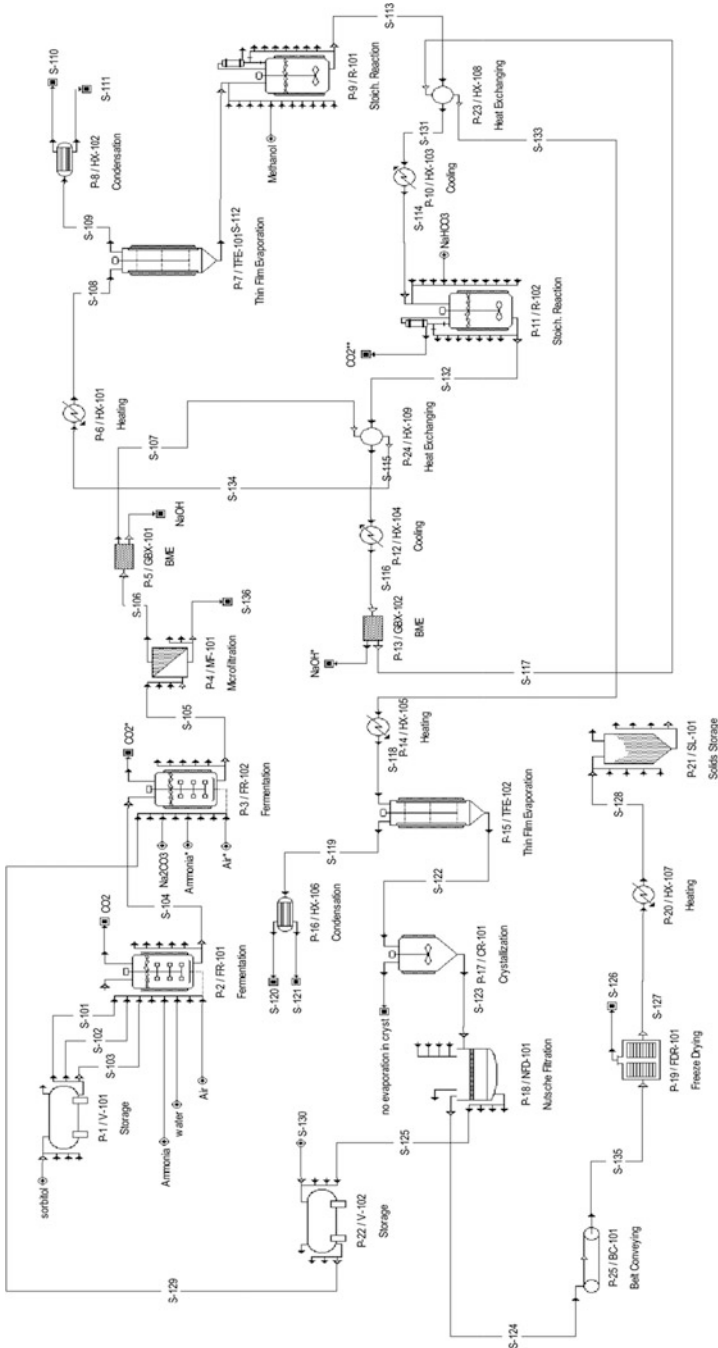 sorbitol
P-1 / V-101
Storage
S-101
S-102
S-103
Ammonia
water
Air
CO2
P-2 / FR-101
Fermentation
S-104
Na2CO3
Ammonia*
Air*
CO2*
P-3 / FR-102
Fermentation
S-105
P-4 / MF-101
Microfiltration
S-136
S-106
P-5 / GBX-101
BME
NaOH
S-107
S-134
P-6 / HX-101
Heating
S-108
S-109
P-8 / HX-102
Condensation
S-110
S-111
P-7 / TFE-101
Thin Film Evaporation
S-112
Methanol
P-9 / R-101
Stoich. Reaction
S-113
P-23 / HX-108
Heat Exchanging
S-131
P-10 / HX-103
Cooling
S-114
NaHCO3
P-11 / R-102
Stoich. Reaction
CO2**
S-132
S-133
P-24 / HX-109
Heat Exchanging
S-115
P-12 / HX-104
Cooling
S-116
P-13 / GBX-102
BME
NaOH*
S-117
P-14 / HX-105
Heating
S-118
P-15 / TFE-102
Thin Film Evaporation
S-119
P-16 / HX-106
Condensation
S-120
S-121
S-122
P-17 / CR-101
Crystallization
no evaporation in cryst
S-123
P-18 / NFD-101
Nutsche Filtration
S-125
S-130
P-22 / V-102
Storage
S-129
S-124
P-25 / BC-101
Belt Conveying
S-135
P-19 / FDR-101
Freeze Drying
S-126
S-127
P-20 / HX-107
Heating
S-128
P-21 / SL-101
Solids Storage